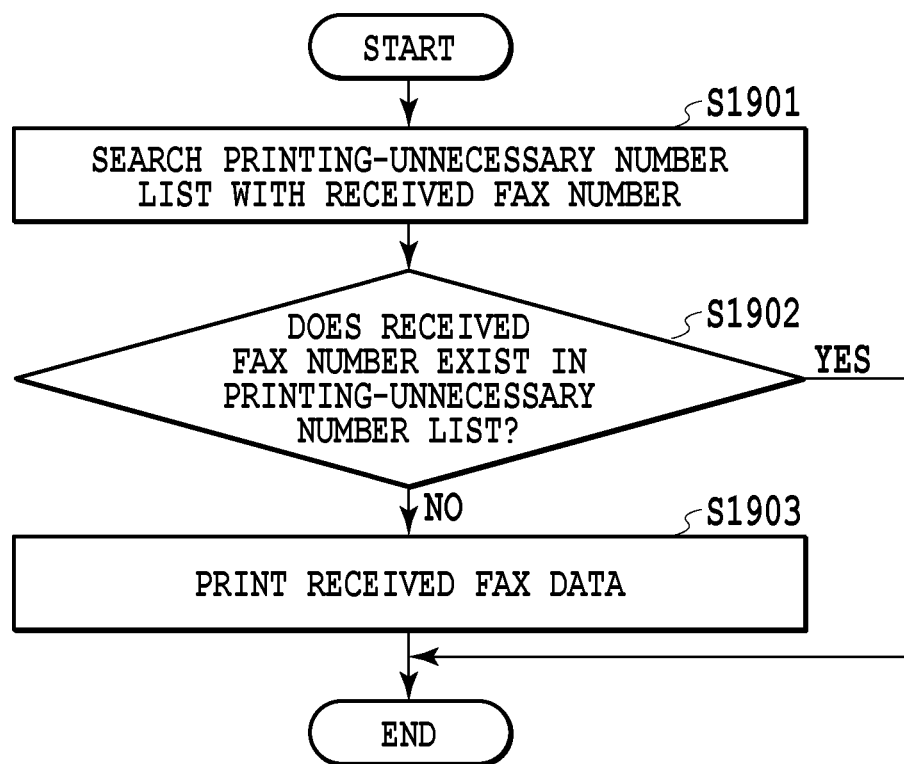 START
S1901
SEARCH PRINTING-UNNECESSARY NUMBER
LIST WITH RECEIVED FAX NUMBER
S1902
DOES RECEIVED
FAX NUMBER EXIST IN
PRINTING-UNNECESSARY
NUMBER LIST?
YES
NO
S1903
PRINT RECEIVED FAX DATA
END